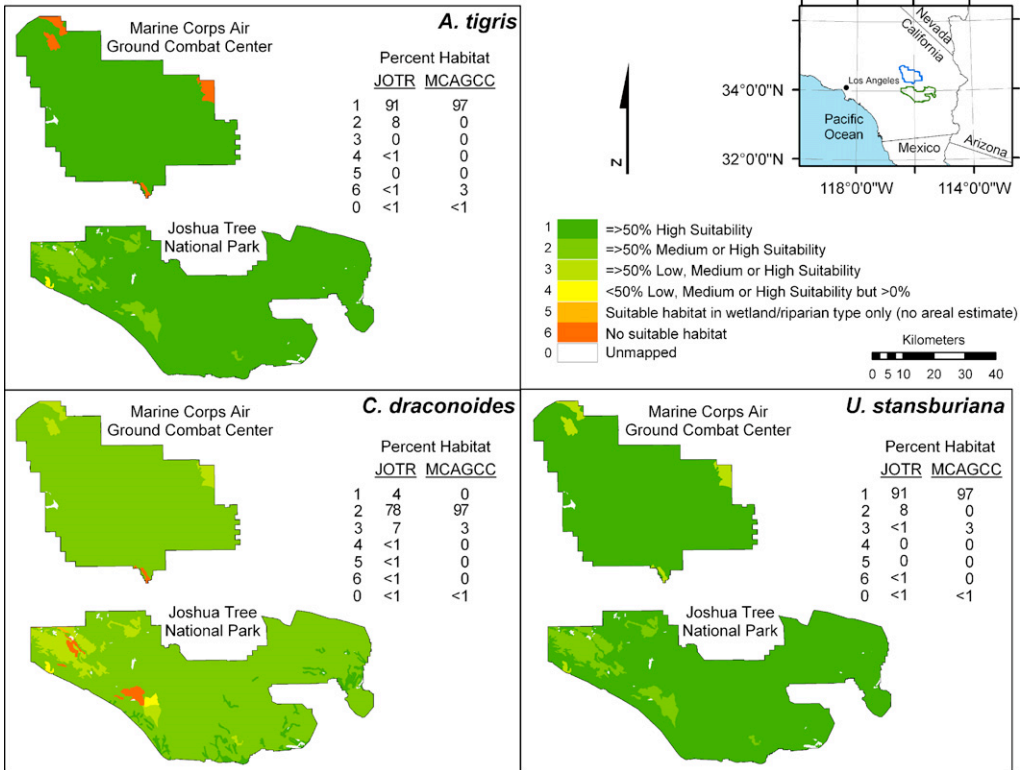 A. tigris
Marine Corps Air
Ground Combat Center
Percent Habitat
JOTR MCAGCC
1 91 97
2 8 0
3 0 0
4 <1 0
5 0 0
6 <1 3
0 <1 <1
Joshua Tree
National Park
N
Nevada
California
Los Angeles
34°0'0"N
Pacific
Ocean
Mexico
Arizona
32°0'0"N
118°0'0"W 114°0'0"W
1 =>50% High Suitability
2 =>50% Medium or High Suitability
3 =>50% Low, Medium or High Suitability
4 <50% Low, Medium or High Suitability but >0%
5 Suitable habitat in wetland/riparian type only (no areal estimate)
6 No suitable habitat
0 Unmapped
Kilometers
0 5 10 20 30 40
C. draconoides
Marine Corps Air
Ground Combat Center
Percent Habitat
JOTR MCAGCC
1 4 0
2 78 97
3 7 3
4 <1 0
5 <1 0
6 <1 0
0 <1 <1
Joshua Tree
National Park
U. stansburiana
Marine Corps Air
Ground Combat Center
Percent Habitat
JOTR MCAGCC
1 91 97
2 8 0
3 <1 3
4 0 0
5 0 0
6 <1 0
0 <1 <1
Joshua Tree
National Park